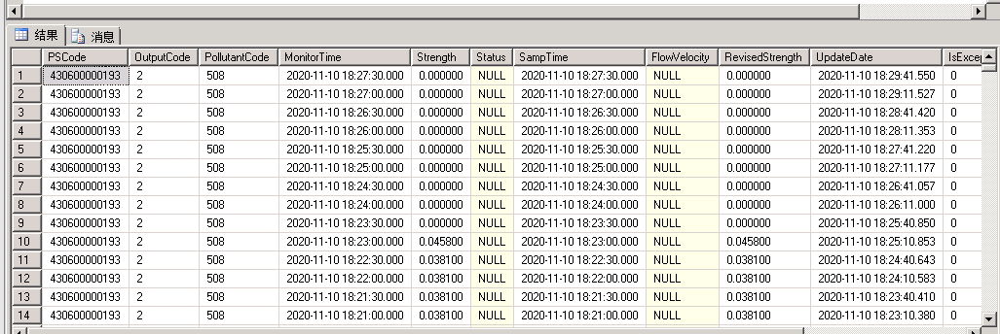 结果 消息
PSCode OutputCode PollutantCode MonitorTime Strength Status SampTime FlowVelocity RevisedStrength UpdateDate IsExcep
1 430600000193 2 508 2020-11-10 18:27:30.000 0.000000 NULL 2020-11-10 18:27:30.000 NULL 0.000000 2020-11-10 18:29:41.550 0
2 430600000193 2 508 2020-11-10 18:27:00.000 0.000000 NULL 2020-11-10 18:27:00.000 NULL 0.000000 2020-11-10 18:29:11.527 0
3 430600000193 2 508 2020-11-10 18:26:30.000 0.000000 NULL 2020-11-10 18:26:30.000 NULL 0.000000 2020-11-10 18:28:41.420 0
4 430600000193 2 508 2020-11-10 18:26:00.000 0.000000 NULL 2020-11-10 18:26:00.000 NULL 0.000000 2020-11-10 18:28:11.353 0
5 430600000193 2 508 2020-11-10 18:25:30.000 0.000000 NULL 2020-11-10 18:25:30.000 NULL 0.000000 2020-11-10 18:27:41.220 0
6 430600000193 2 508 2020-11-10 18:25:00.000 0.000000 NULL 2020-11-10 18:25:00.000 NULL 0.000000 2020-11-10 18:27:11.177 0
7 430600000193 2 508 2020-11-10 18:24:30.000 0.000000 NULL 2020-11-10 18:24:30.000 NULL 0.000000 2020-11-10 18:26:41.057 0
8 430600000193 2 508 2020-11-10 18:24:00.000 0.000000 NULL 2020-11-10 18:24:00.000 NULL 0.000000 2020-11-10 18:26:11.000 0
9 430600000193 2 508 2020-11-10 18:23:30.000 0.000000 NULL 2020-11-10 18:23:30.000 NULL 0.000000 2020-11-10 18:25:40.850 0
10 430600000193 2 508 2020-11-10 18:23:00.000 0.045800 NULL 2020-11-10 18:23:00.000 NULL 0.045800 2020-11-10 18:25:10.853 0
11 430600000193 2 508 2020-11-10 18:22:30.000 0.038100 NULL 2020-11-10 18:22:30.000 NULL 0.038100 2020-11-10 18:24:40.643 0
12 430600000193 2 508 2020-11-10 18:22:00.000 0.038100 NULL 2020-11-10 18:22:00.000 NULL 0.038100 2020-11-10 18:24:10.583 0
13 430600000193 2 508 2020-11-10 18:21:30.000 0.038100 NULL 2020-11-10 18:21:30.000 NULL 0.038100 2020-11-10 18:23:40.410 0
14 430600000193 2 508 2020-11-10 18:21:00.000 0.038100 NULL 2020-11-10 18:21:00.000 NULL 0.038100 2020-11-10 18:23:10.380 0